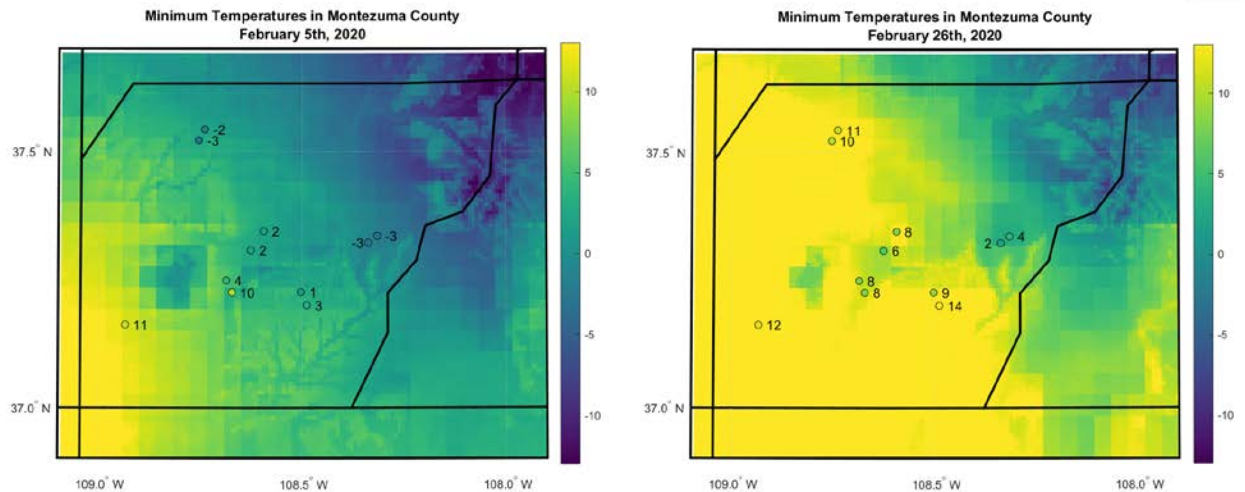 Minimum Temperatures in Montezuma County
February 5th, 2020
37.5
37.0° N
109.0° W
108.5° W
108.0° W
-2
-3
2
2
-3
-3
4
10
1
3
11
10
5
0
-5
-10
Minimum Temperatures in Montezuma County
February 26th, 2020
37.5
37.0° N
109.0° W
108.5° W
108.0° W
11
10
8
6
2
4
8
8
9
14
12
10
5
0
-5
-10